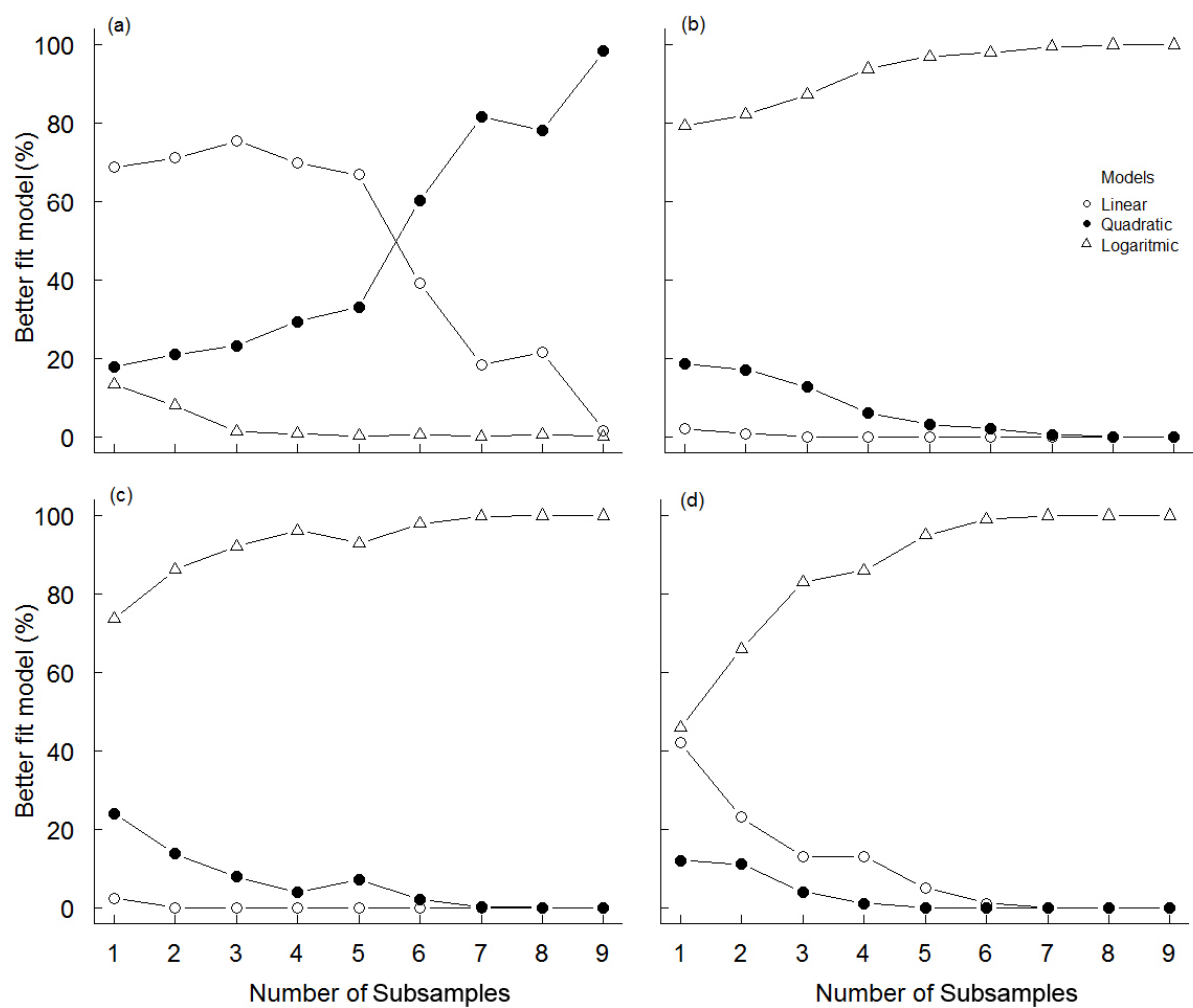 (a)
(b)
100
80
60
40
20
0
Better fit model (%)
Models
Linear
Quadratic
Logaritmic
(c)
(d)
100
80
60
40
20
0
Better fit model (%)
1 2 3 4 5 6 7 8 9
1 2 3 4 5 6 7 8 9
Number of Subsamples
Number of Subsamples